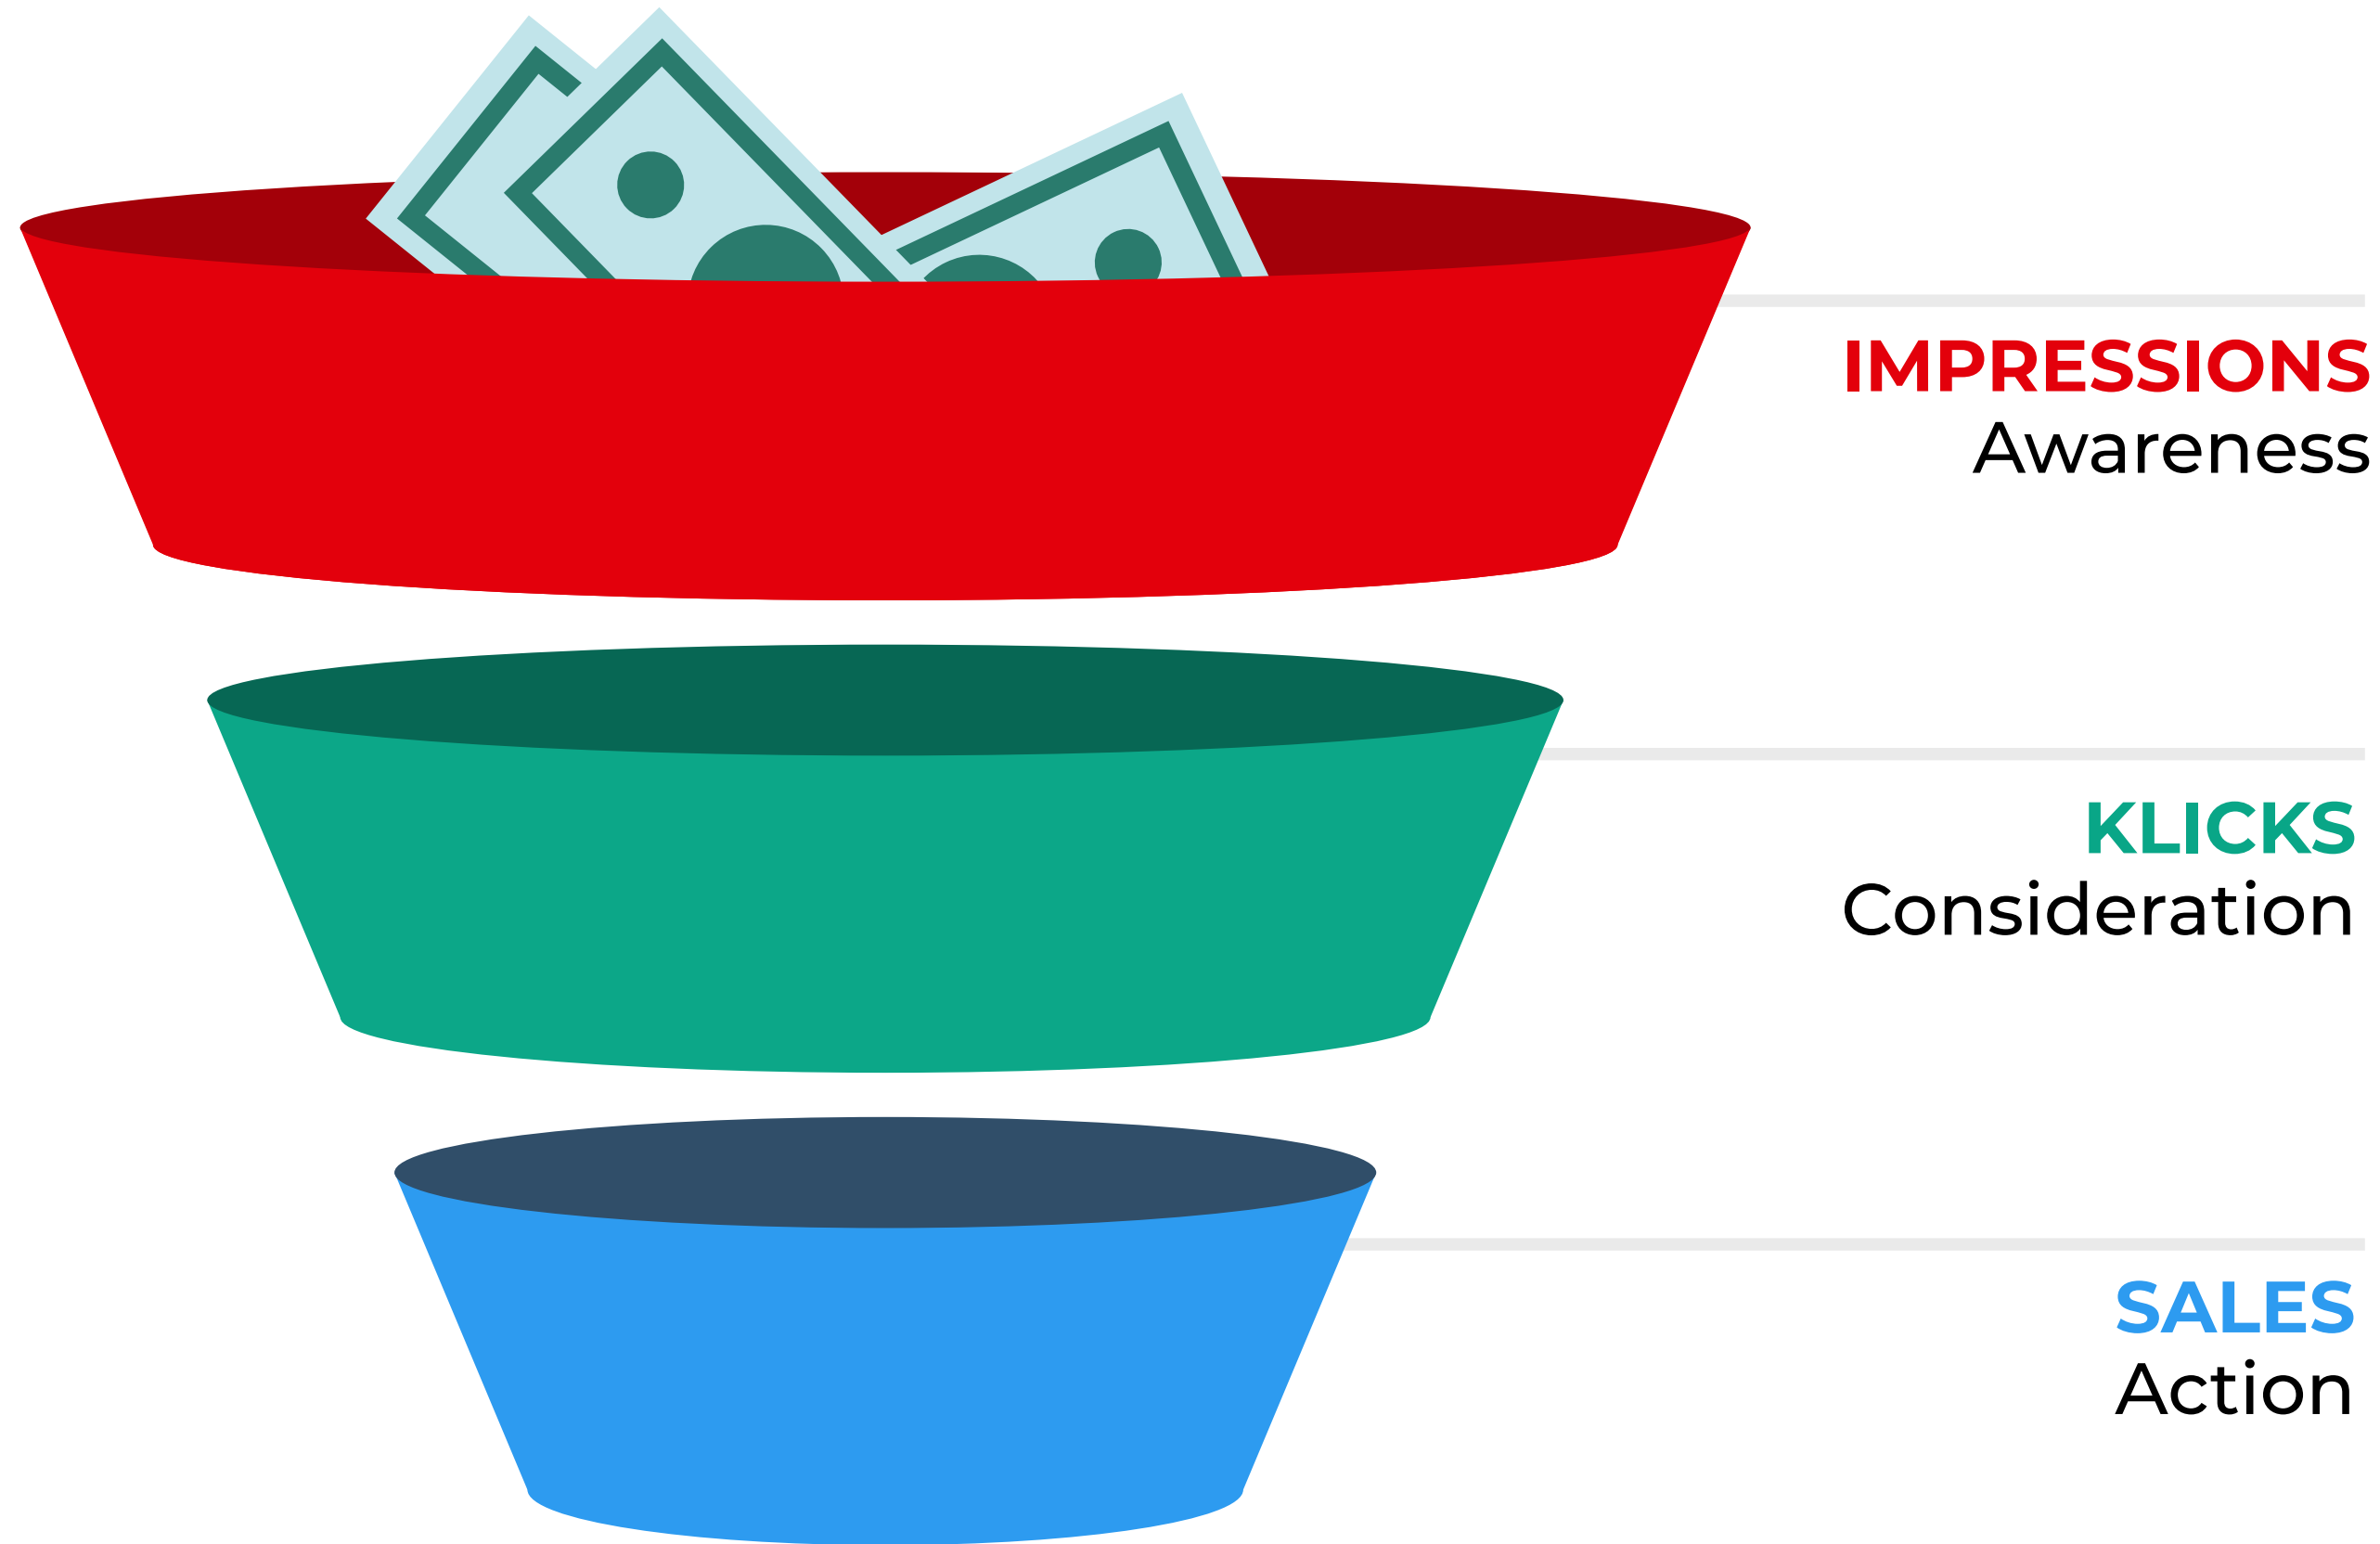 IMPRESSIONS
Awareness
KLICKS
Consideration
SALES
Action